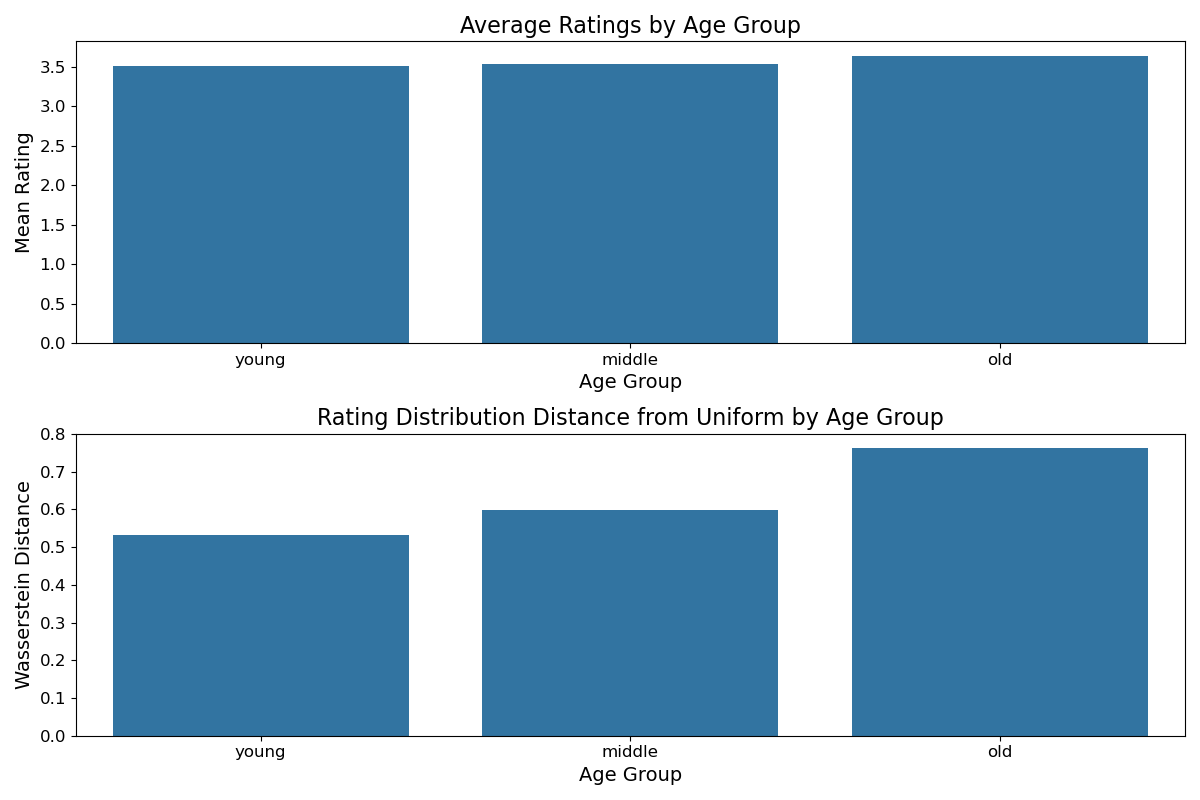 Average Ratings by Age Group
Mean Rating
3.5
3.0
2.5
2.0
1.5
1.0
0.5
0.0
young middle old
Age Group
Rating Distribution Distance from Uniform by Age Group
Wasserstein Distance
0.8
0.7
0.6
0.5
0.4
0.3
0.2
0.1
0.0
young middle old
Age Group